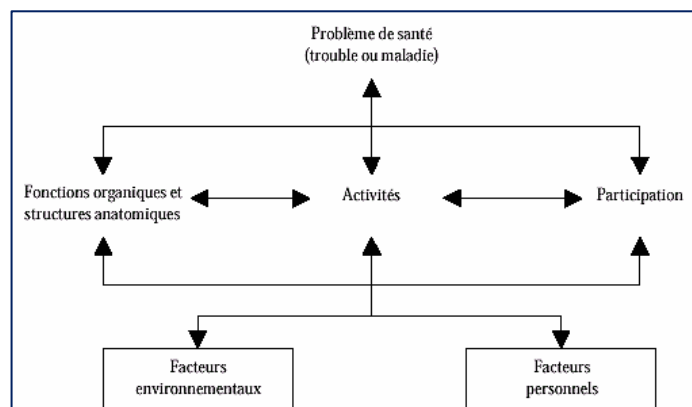 Problème de santé
(trouble ou maladie)
Fonctions organiques et
structures anatomiques
Activités
Participation
Facteurs
environnementaux
Facteurs
personnels